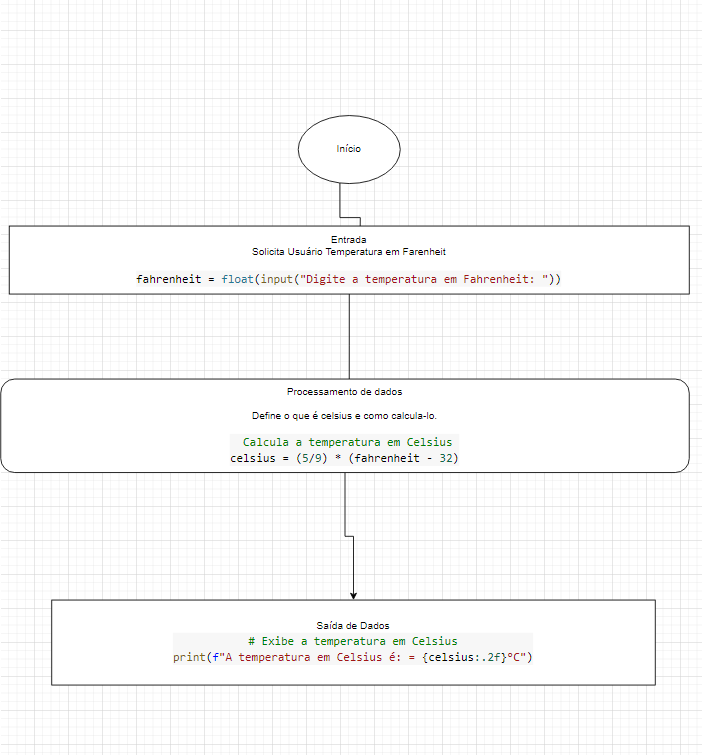 Início
Entrada
Solicita Usuário Temperatura em Farenheit
fahrenheit = float(input("Digite a temperatura em Fahrenheit: "))
Processamento de dados
Define o que é celsius e como calcula-lo.
Calcula a temperatura em Celsius
celsius = (5/9) * (fahrenheit - 32)
Saída de Dados
# Exibe a temperatura em Celsius
print(f"A temperatura em Celsius é: = {celsius:.2f}°C")